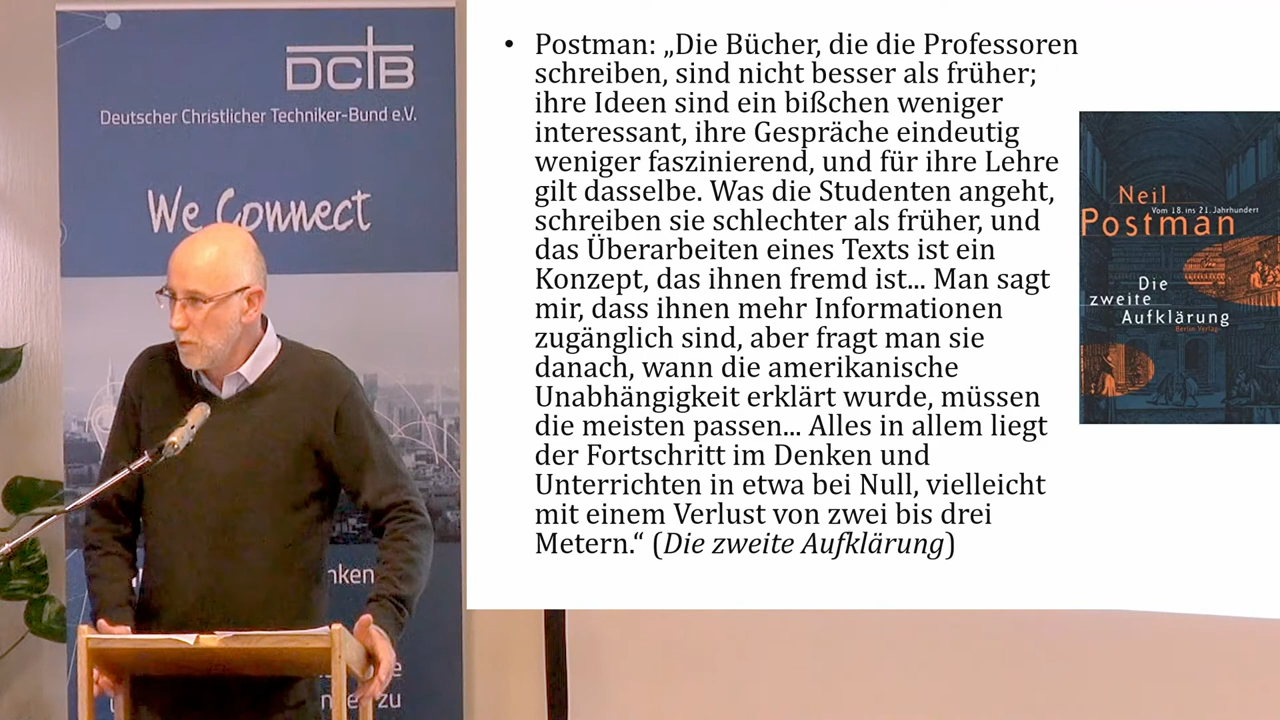 DCTB
Deutscher Christlicher Techniker-Bund e.V.
We Connect
nken
zu
• Postman: „Die Bücher, die die Professoren
schreiben, sind nicht besser als früher;
ihre Ideen sind ein bißchen weniger
interessant, ihre Gespräche eindeutig
weniger faszinierend, und für ihre Lehre
gilt dasselbe. Was die Studenten angeht,
schreiben sie schlechter als früher, und
das Überarbeiten eines Texts ist ein
Konzept, das ihnen fremd ist... Man sagt
mir, dass ihnen mehr Informationen
zugänglich sind, aber fragt man sie
danach, wann die amerikanische
Unabhängigkeit erklärt wurde, müssen
die meisten passen... Alles in allem liegt
der Fortschritt im Denken und
Unterrichten in etwa bei Null, vielleicht
mit einem Verlust von zwei bis drei
Metern.“ (Die zweite Aufklärung)
Neil
Vom 18. ins 21. Jahrhundert
Postman
Die
zweite
Aufklärung
Berlin Verlag